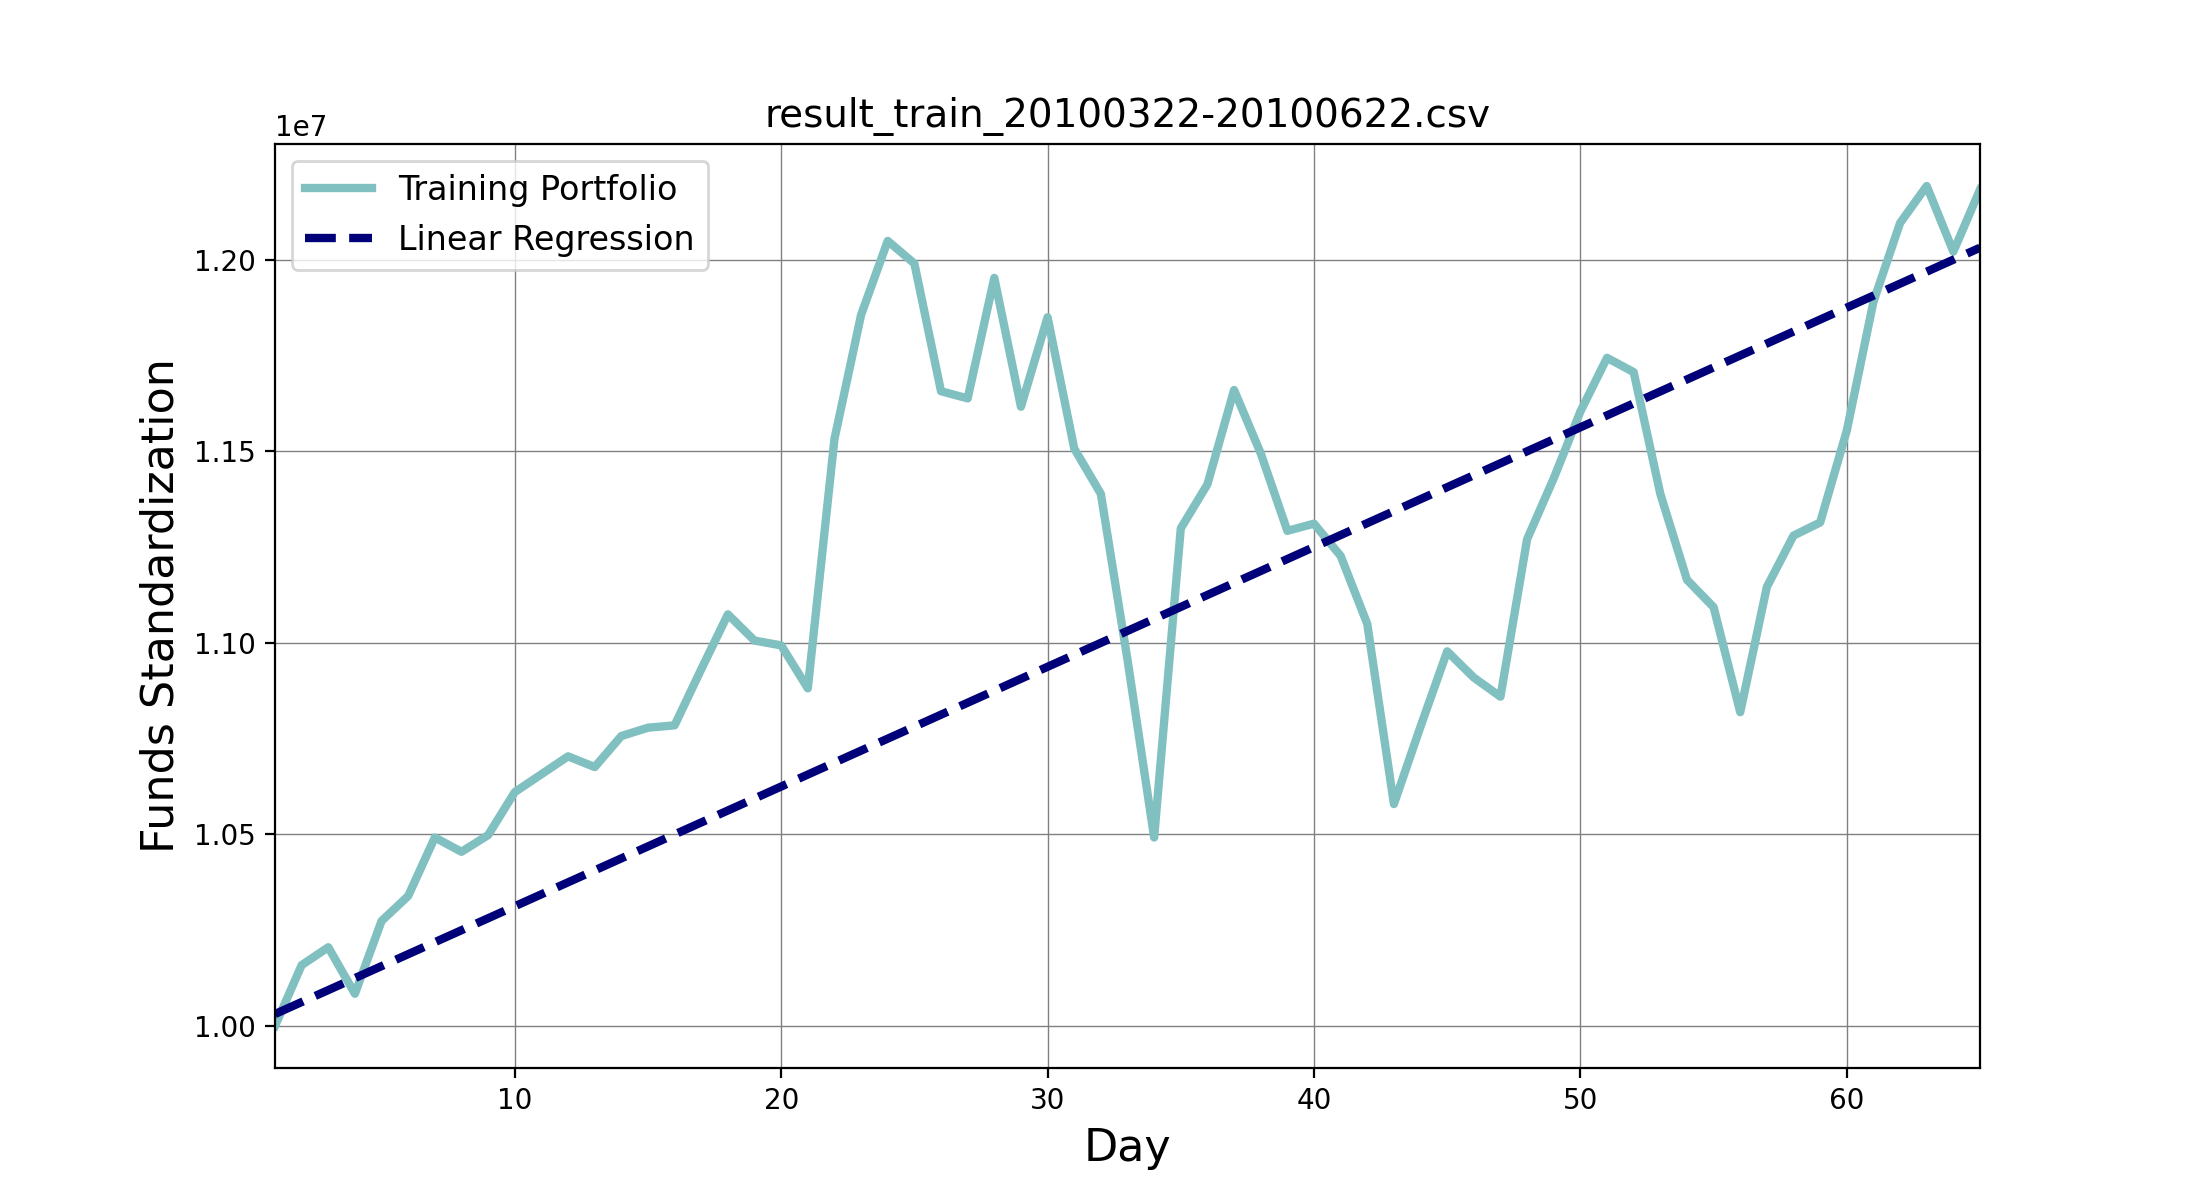 result_train_20100322-20100622.csv
1e7
Training Portfolio
Linear Regression
Funds Standardization
1.20
1.15
1.10
1.05
1.00
10 20 30 40 50 60
Day